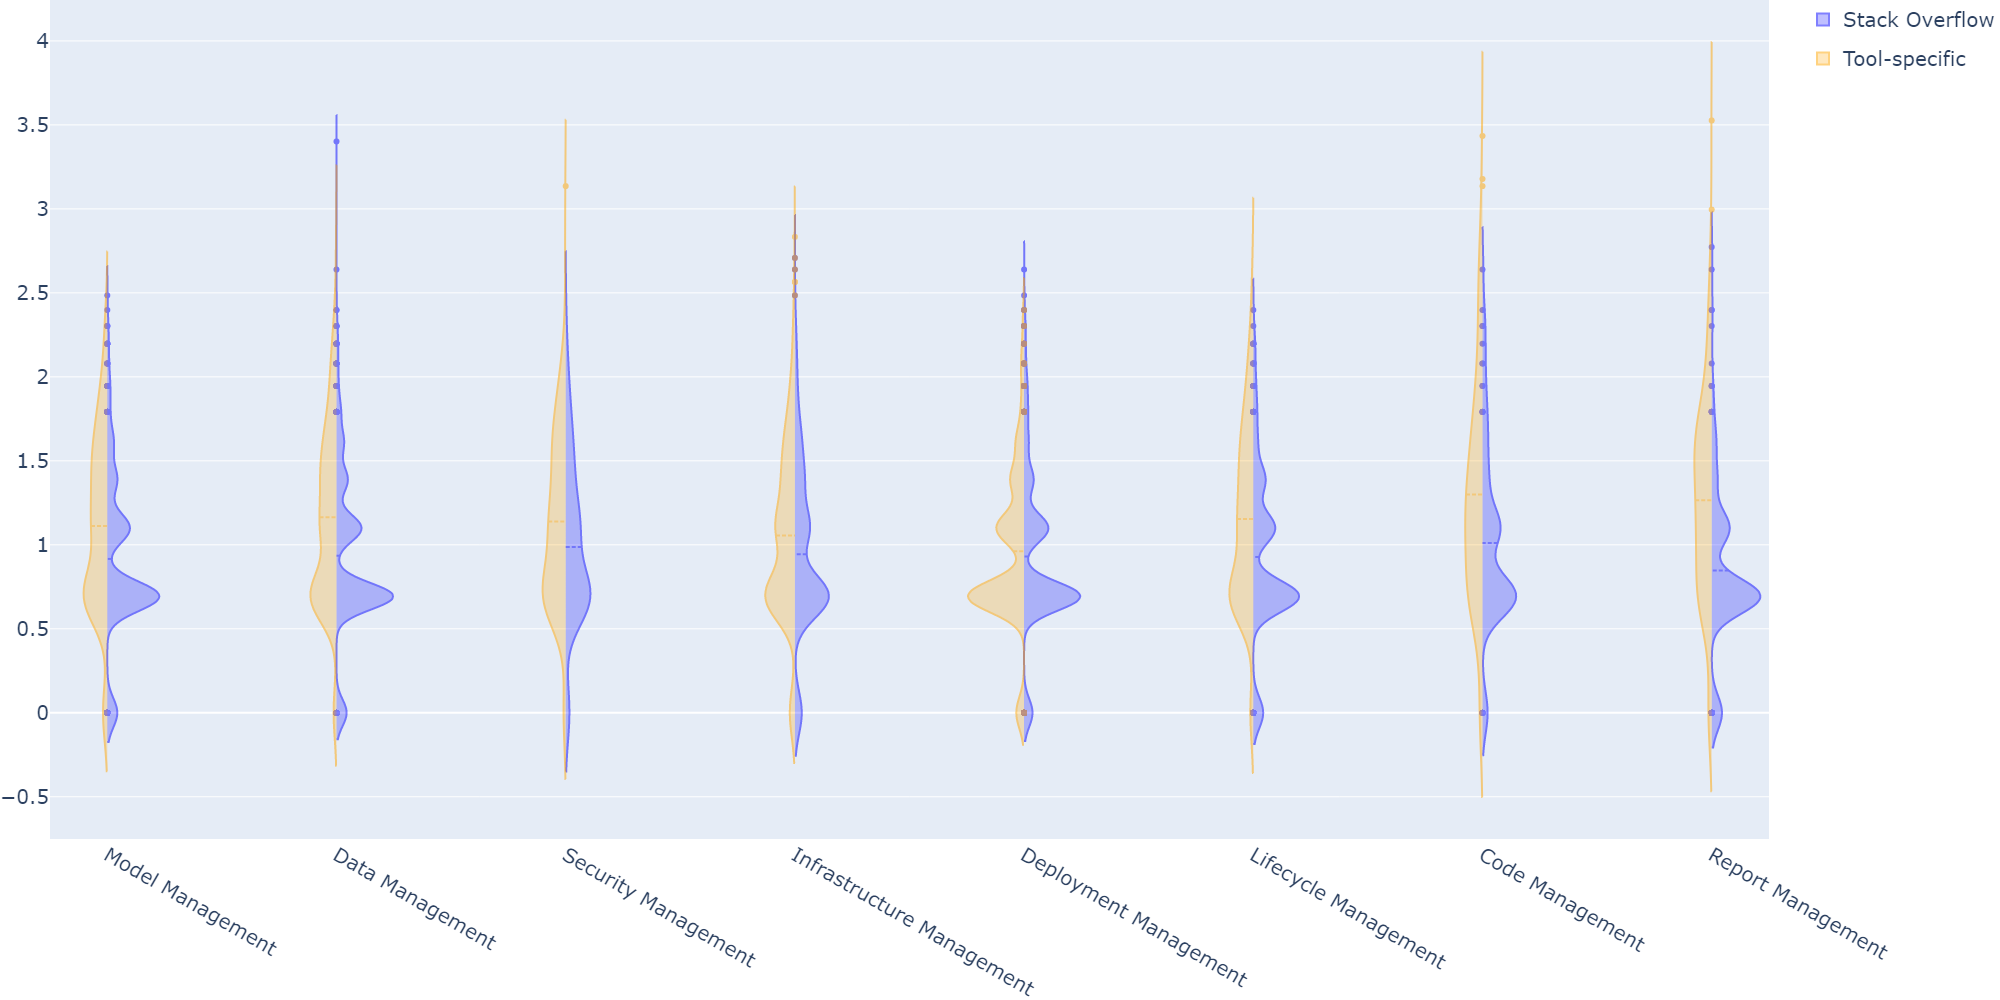 4
3.5
3
2.5
2
1.5
1
0.5
0
−0.5
Model Management
Data Management
Security Management
Infrastructure Management
Deployment Management
Lifecycle Management
Code Management
Report Management
Stack Overflow
Tool-specific